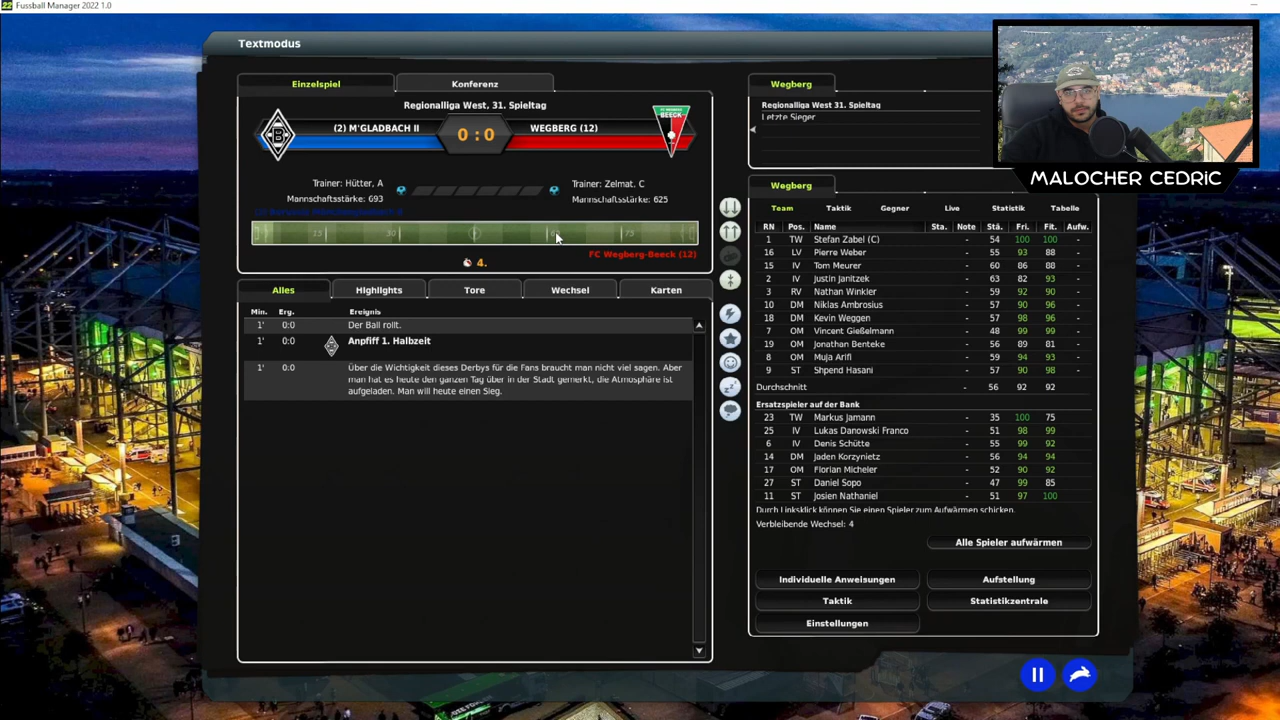 Fussball Manager 2022 1.0
Textmodus
Einzelspiel
Konferenz
Regionalliga West, 31. Spieltag
(2) M'GLADBACH II
0 : 0
WEGBERG (12)
BEECK
Trainer: Hütter, A
Mannschaftsstärke: 693
Trainer: Zelmat. C
Mannschaftsstärke: 625
15
30
60
75
FC Wegberg-Beeck (12)
4.
Alles
Highlights
Tore
Wechsel
Karten
Min. Erg. Ereignis
1' 0:0 Der Ball rollt.
1' 0:0 Anpfiff 1. Halbzeit
1' 0:0 Über die Wichtigkeit dieses Derbys für die Fans braucht man nicht viel sagen. Aber
man hat es heute den ganzen Tag über in der Stadt gemerkt, die Atmosphäre ist
aufgeladen. Man will heute einen Sieg.
Wegberg
Regionalliga West 31. Spieltag
Letzte Sieger
MALOCHER CEDRiC
Wegberg
Team
Taktik
Gegner
Live
Statistik
Tabelle
RN Pos. Name Sta. Note Stä. Fri. Fit. Aufw.
1 TW Stefan Zabel (C) - 54 100 100 -
16 LV Pierre Weber - 55 93 88 -
15 IV Tom Meurer - 60 86 88 -
2 IV Justin Janitzek - 63 82 93 -
3 RV Nathan Winkler - 59 92 90 -
10 DM Niklas Ambrosius - 57 90 96 -
18 DM Kevin Weggen - 57 98 96 -
7 OM Vincent Gießelmann - 48 99 99 -
19 OM Jonathan Benteke - 56 89 81 -
8 OM Muja Arifi - 59 94 93 -
9 ST Shpend Hasani - 57 90 98 -
Durchschnitt - 56 92 92
Ersatzspieler auf der Bank
23 TW Markus Jamann - 35 100 75
25 IV Lukas Danowski Franco - 51 98 99
6 IV Denis Schütte - 55 99 92
14 DM Jaden Korzynietz - 56 94 94
17 OM Florian Micheler - 52 90 92
27 ST Daniel Sopo - 47 99 85
11 ST Josien Nathaniel - 51 97 100
Durch Linksklick können Sie einen Spieler zum Aufwärmen schicken.
Verbleibende Wechsel: 4
Alle Spieler aufwärmen
Individuelle Anweisungen
Aufstellung
Taktik
Statistikzentrale
Einstellungen